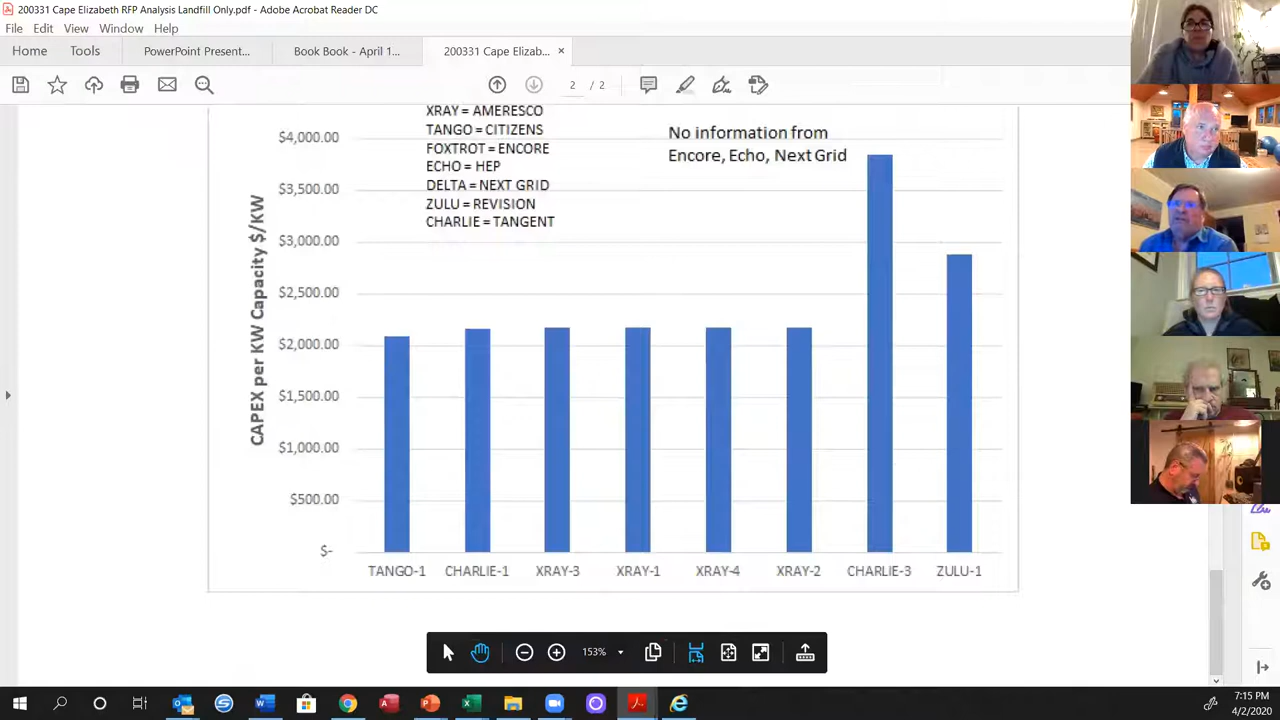 200331 Cape Elizabeth RFP Analysis Landfill Only.pdf - Adobe Acrobat Reader DC
File Edit View Window Help
Home Tools PowerPoint Present... Book Book - April 1... 200331 Cape Elizab... ×
2 / 2
XRAY = AMERESCO
TANGO = CITIZENS
FOXTROT = ENCORE
ECHO = HEP
DELTA = NEXT GRID
ZULU = REVISION
CHARLIE = TANGENT
No information from
Encore, Echo, Next Grid
CAPEX per KW Capacity $/KW
$4,000.00
$3,500.00
$3,000.00
$2,500.00
$2,000.00
$1,500.00
$1,000.00
$500.00
$-
TANGO-1 CHARLIE-1 XRAY-3 XRAY-1 XRAY-4 XRAY-2 CHARLIE-3 ZULU-1
153%
7:15 PM
4/2/2020